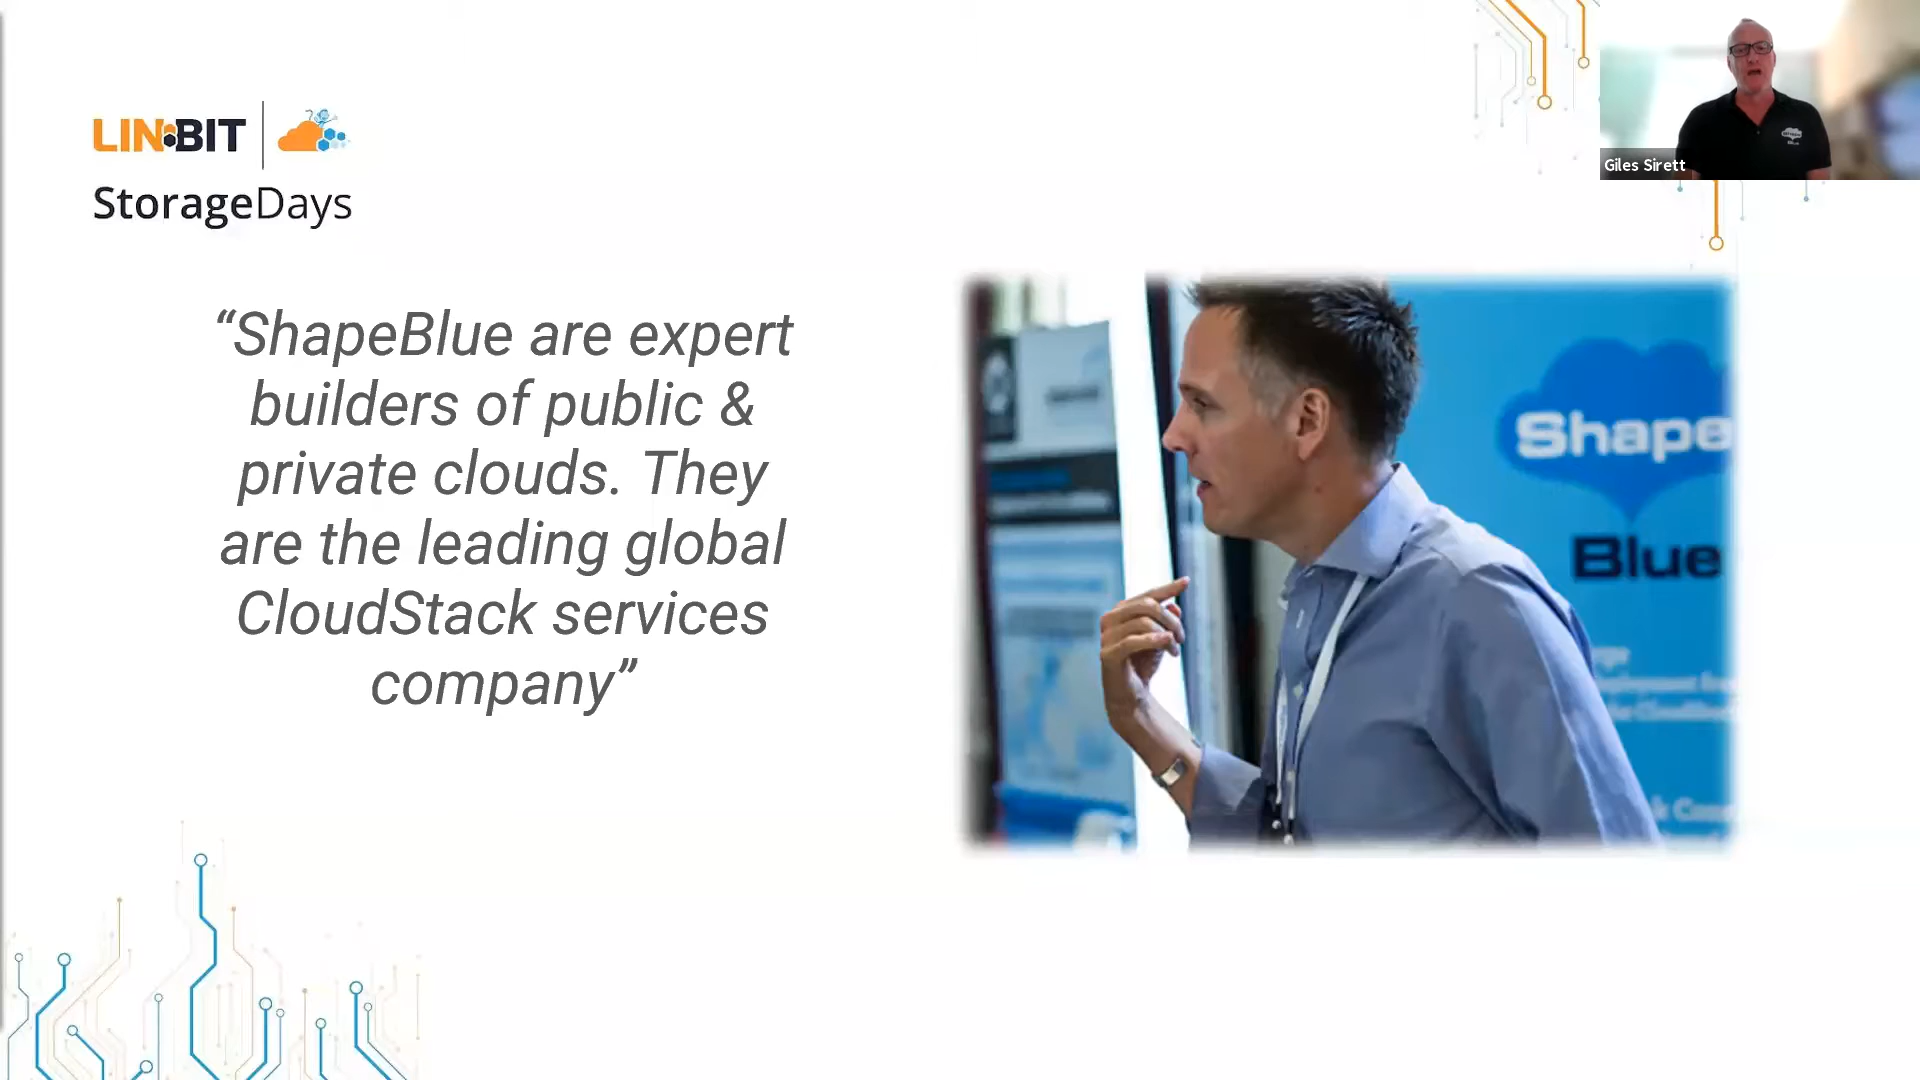 LINBIT
StorageDays
Giles Sirett
“ShapeBlue are expert
builders of public &
private clouds. They
are the leading global
CloudStack services
company”
Shape
Blue